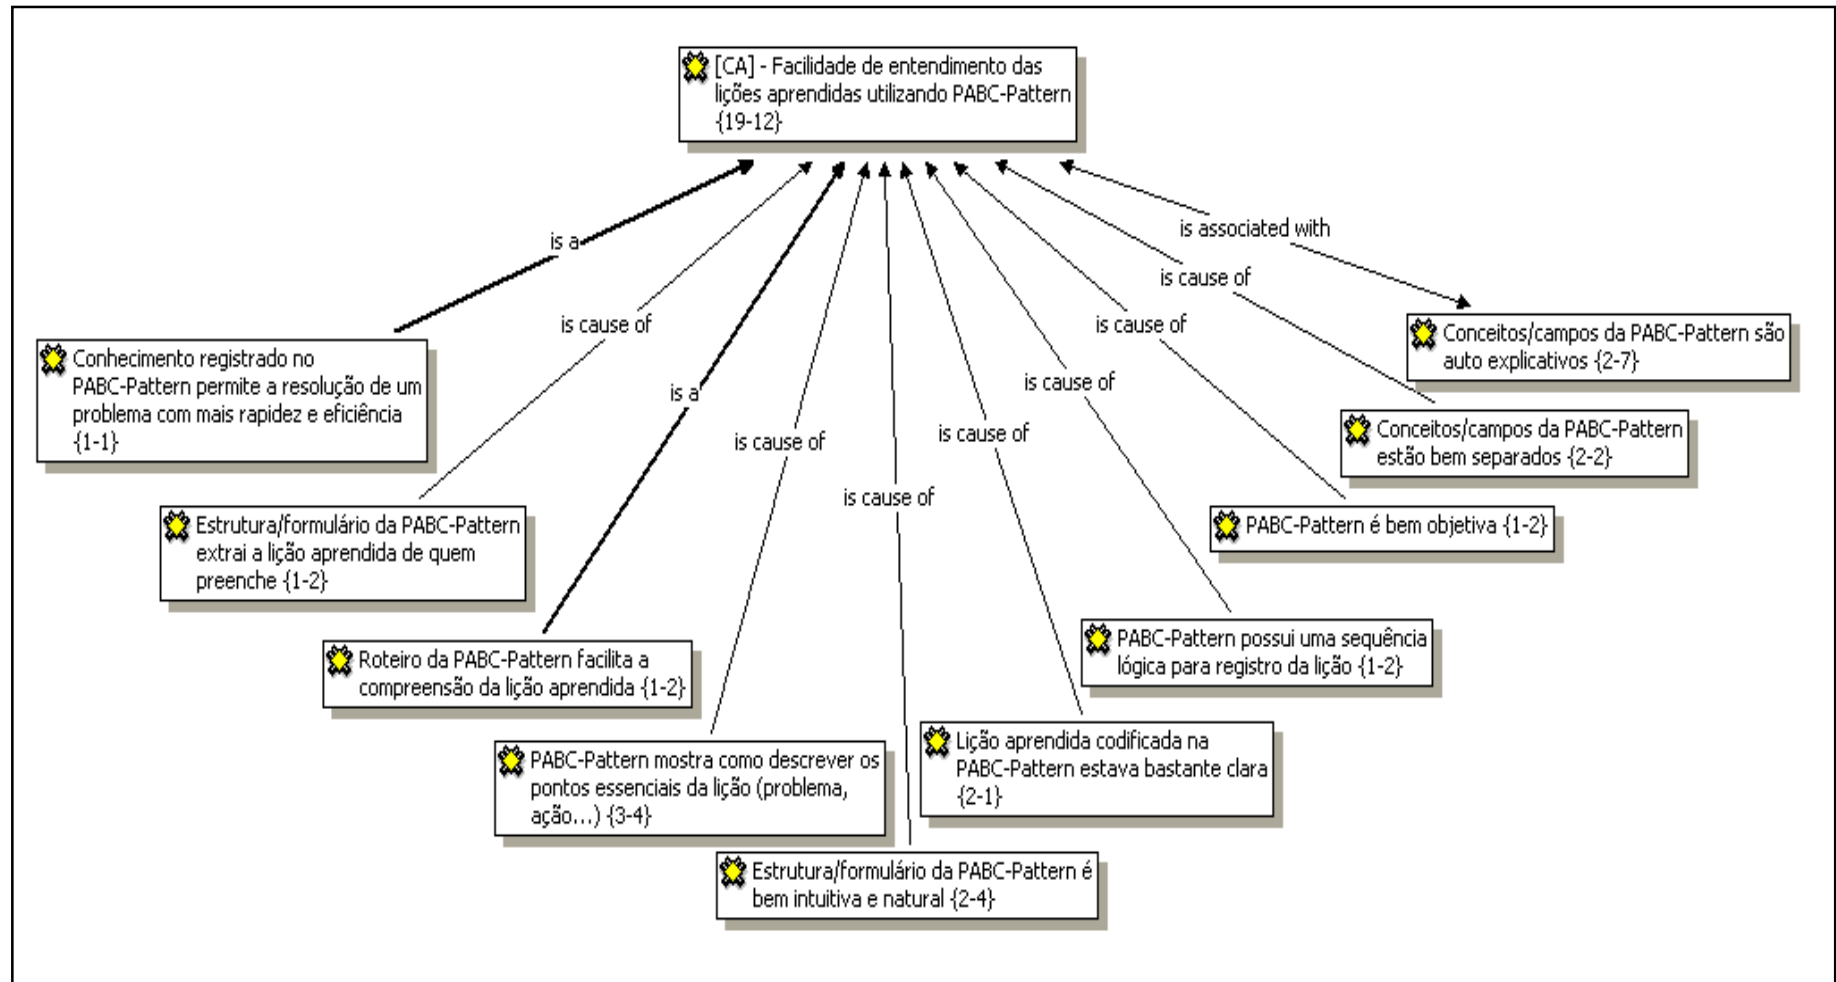 [CA] - Facilidade de entendimento das
lições aprendidas utilizando PABC-Pattern
{19-12}
is associated with
is a
is cause of
is cause of
is cause of
Conceitos/campos da PABC-Pattern são
auto explicativos {2-7}
Conhecimento registrado no
PABC-Pattern permite a resolução de um
problema com mais rapidez e eficiência
{1-1}
is cause of
is a
Conceitos/campos da PABC-Pattern
estão bem separados {2-2}
is cause of
is cause of
is cause of
Estrutura/formulário da PABC-Pattern
extrai a lição aprendida de quem
preenche {1-2}
PABC-Pattern é bem objetiva {1-2}
Roteiro da PABC-Pattern facilita a
compreensão da lição aprendida {1-2}
PABC-Pattern possui uma sequência
lógica para registro da lição {1-2}
PABC-Pattern mostra como descrever os
pontos essenciais da lição (problema,
ação...) {3-4}
Lição aprendida codificada na
PABC-Pattern estava bastante clara
{2-1}
Estrutura/formulário da PABC-Pattern é
bem intuitiva e natural {2-4}